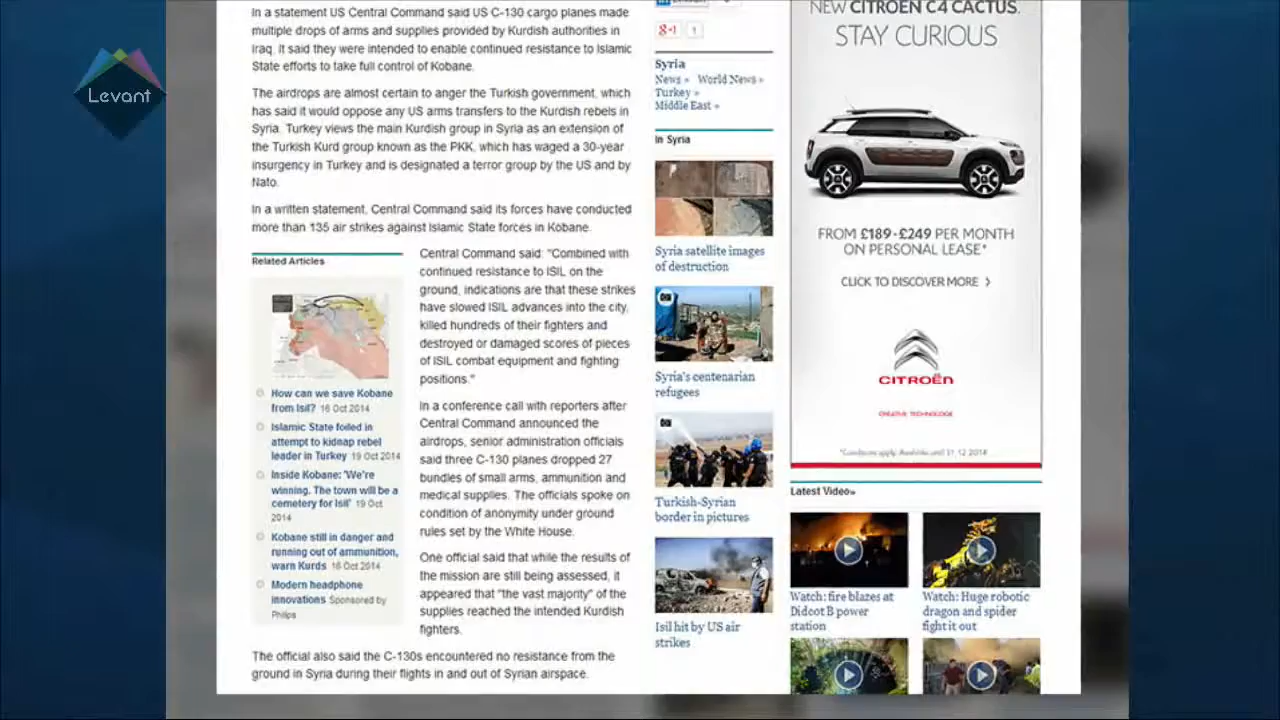 Levant
In a statement US Central Command said US C-130 cargo planes made
multiple drops of arms and supplies provided by Kurdish authorities in
Iraq. It said they were intended to enable continued resistance to Islamic
State efforts to take full control of Kobane.
The airdrops are almost certain to anger the Turkish government, which
has said it would oppose any US arms transfers to the Kurdish rebels in
Syria. Turkey views the main Kurdish group in Syria as an extension of
the Turkish Kurd group known as the PKK, which has waged a 30-year
insurgency in Turkey and is designated a terror group by the US and by
Nato.
In a written statement, Central Command said its forces have conducted
more than 135 air strikes against Islamic State forces in Kobane.
Related Articles
How can we save Kobane
from Isil? 16 Oct 2014
Islamic State foiled in
attempt to kidnap rebel
leader in Turkey 19 Oct 2014
Inside Kobane: 'We're
winning. The town will be a
cemetery for Isil' 19 Oct
2014
Kobane still in danger and
running out of ammunition,
warn Kurds 16 Oct 2014
Modern headphone
innovations Sponsored by
Philips
Central Command said: "Combined with
continued resistance to ISIL on the
ground, indications are that these strikes
have slowed ISIL advances into the city,
killed hundreds of their fighters and
destroyed or damaged scores of pieces
of ISIL combat equipment and fighting
positions."
In a conference call with reporters after
Central Command announced the
airdrops, senior administration officials
said three C-130 planes dropped 27
bundles of small arms, ammunition and
medical supplies. The officials spoke on
condition of anonymity under ground
rules set by the White House.
One official said that while the results of
the mission are still being assessed, it
appeared that "the vast majority" of the
supplies reached the intended Kurdish
fighters.
The official also said the C-130s encountered no resistance from the
ground in Syria during their flights in and out of Syrian airspace.
g+1 1
Syria
News » World News »
Turkey »
Middle East »
In Syria
Syria satellite images
of destruction
Syria's centenarian
refugees
Turkish-Syrian
border in pictures
Isil hit by US air
strikes
NEW CITROËN C4 CACTUS.
STAY CURIOUS
FROM £189-£249 PER MONTH
ON PERSONAL LEASE*
CLICK TO DISCOVER MORE >
CITROËN
CREATIVE TECHNOLOGIE
*Conditions apply. Available until 31.12.2014
Latest Video»
Watch: fire blazes at
Didcot B power
station
Watch: Huge robotic
dragon and spider
fight it out